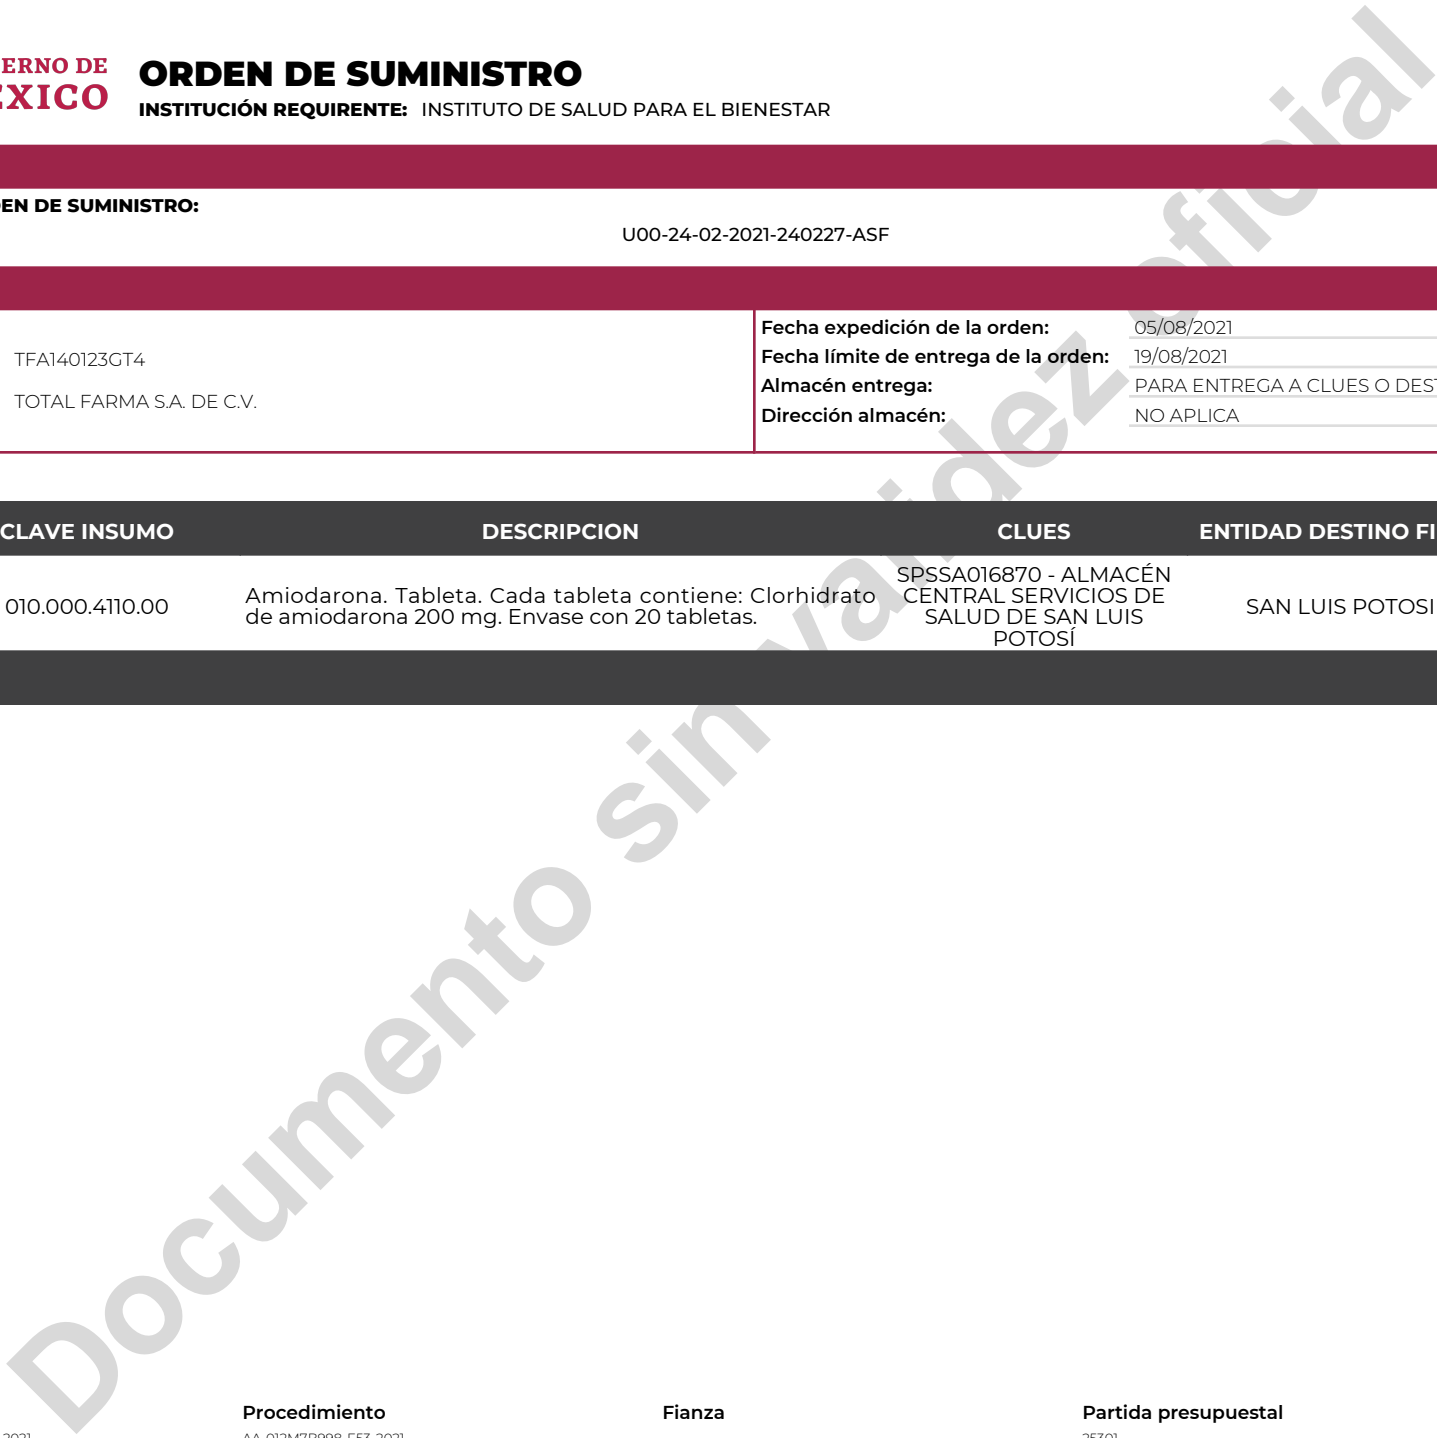 ERNO DE
EXICO
ORDEN DE SUMINISTRO
INSTITUCIÓN REQUIRENTE: INSTITUTO DE SALUD PARA EL BIENESTAR
EN DE SUMINISTRO:
U00-24-02-2021-240227-ASF
TFA140123GT4
TOTAL FARMA S.A. DE C.V.
Fecha expedición de la orden: 05/08/2021
Fecha límite de entrega de la orden: 19/08/2021
Almacén entrega: PARA ENTREGA A CLUES O DEST
Dirección almacén: NO APLICA
CLAVE INSUMO DESCRIPCION CLUES ENTIDAD DESTINO FI
010.000.4110.00
Amiodarona. Tableta. Cada tableta contiene: Clorhidrato
de amiodarona 200 mg. Envase con 20 tabletas.
SPSSA016870 - ALMACÉN
CENTRAL SERVICIOS DE
SALUD DE SAN LUIS
POTOSÍ
SAN LUIS POTOSI
Documento sin validez oficial
Procedimiento Fianza Partida presupuestal